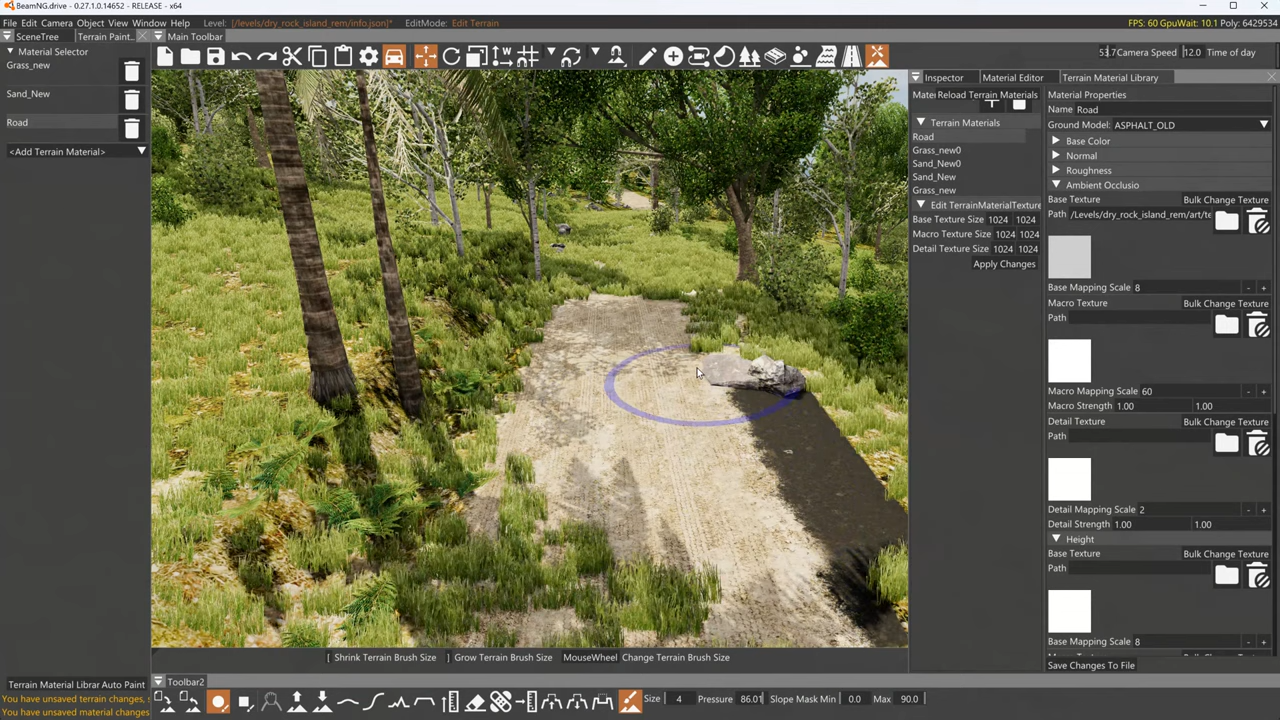 BeamNG.drive - 0.27.1.0.14652 - RELEASE - x64
File Edit Camera Object View Window Help Level: [/levels/dry_rock_island_rem/info.json]* EditMode: Edit Terrain
FPS: 60 GpuWait: 10.1 Poly: 6429534
SceneTree Terrain Paint... Main Toolbar
Material Selector
Grass_new
Sand_New
Road
<Add Terrain Material>
Camera Speed 12.0 Time of day
Inspector Material Editor Terrain Material Library
Reload Terrain Materials
Terrain Materials
Road
Grass_new0
Sand_New0
Sand_New
Grass_new
Edit TerrainMaterialTexture
Base Texture Size 1024 1024
Macro Texture Size 1024 1024
Detail Texture Size 1024 1024
Apply Changes
Material Properties
Name Road
Ground Model: ASPHALT_OLD
Base Color
Normal
Roughness
Ambient Occlusio
Base Texture Bulk Change Texture
Path /Levels/dry_rock_island_rem/art/te
Base Mapping Scale 8 - +
Macro Texture Bulk Change Texture
Path
Macro Mapping Scale 60 - +
Macro Strength 1.00 1.00
Detail Texture Bulk Change Texture
Path
Detail Mapping Scale 2 - +
Detail Strength 1.00 1.00
Height
Base Texture Bulk Change Texture
Path
Base Mapping Scale 8 - +
Save Changes To File
[ Shrink Terrain Brush Size ] Grow Terrain Brush Size MouseWheel Change Terrain Brush Size
Terrain Material Librar Auto Paint
You have unsaved terrain changes,
You have unsaved material changes
Toolbar2
Size 4 Pressure 86.01 Slope Mask Min 0.0 Max 90.0